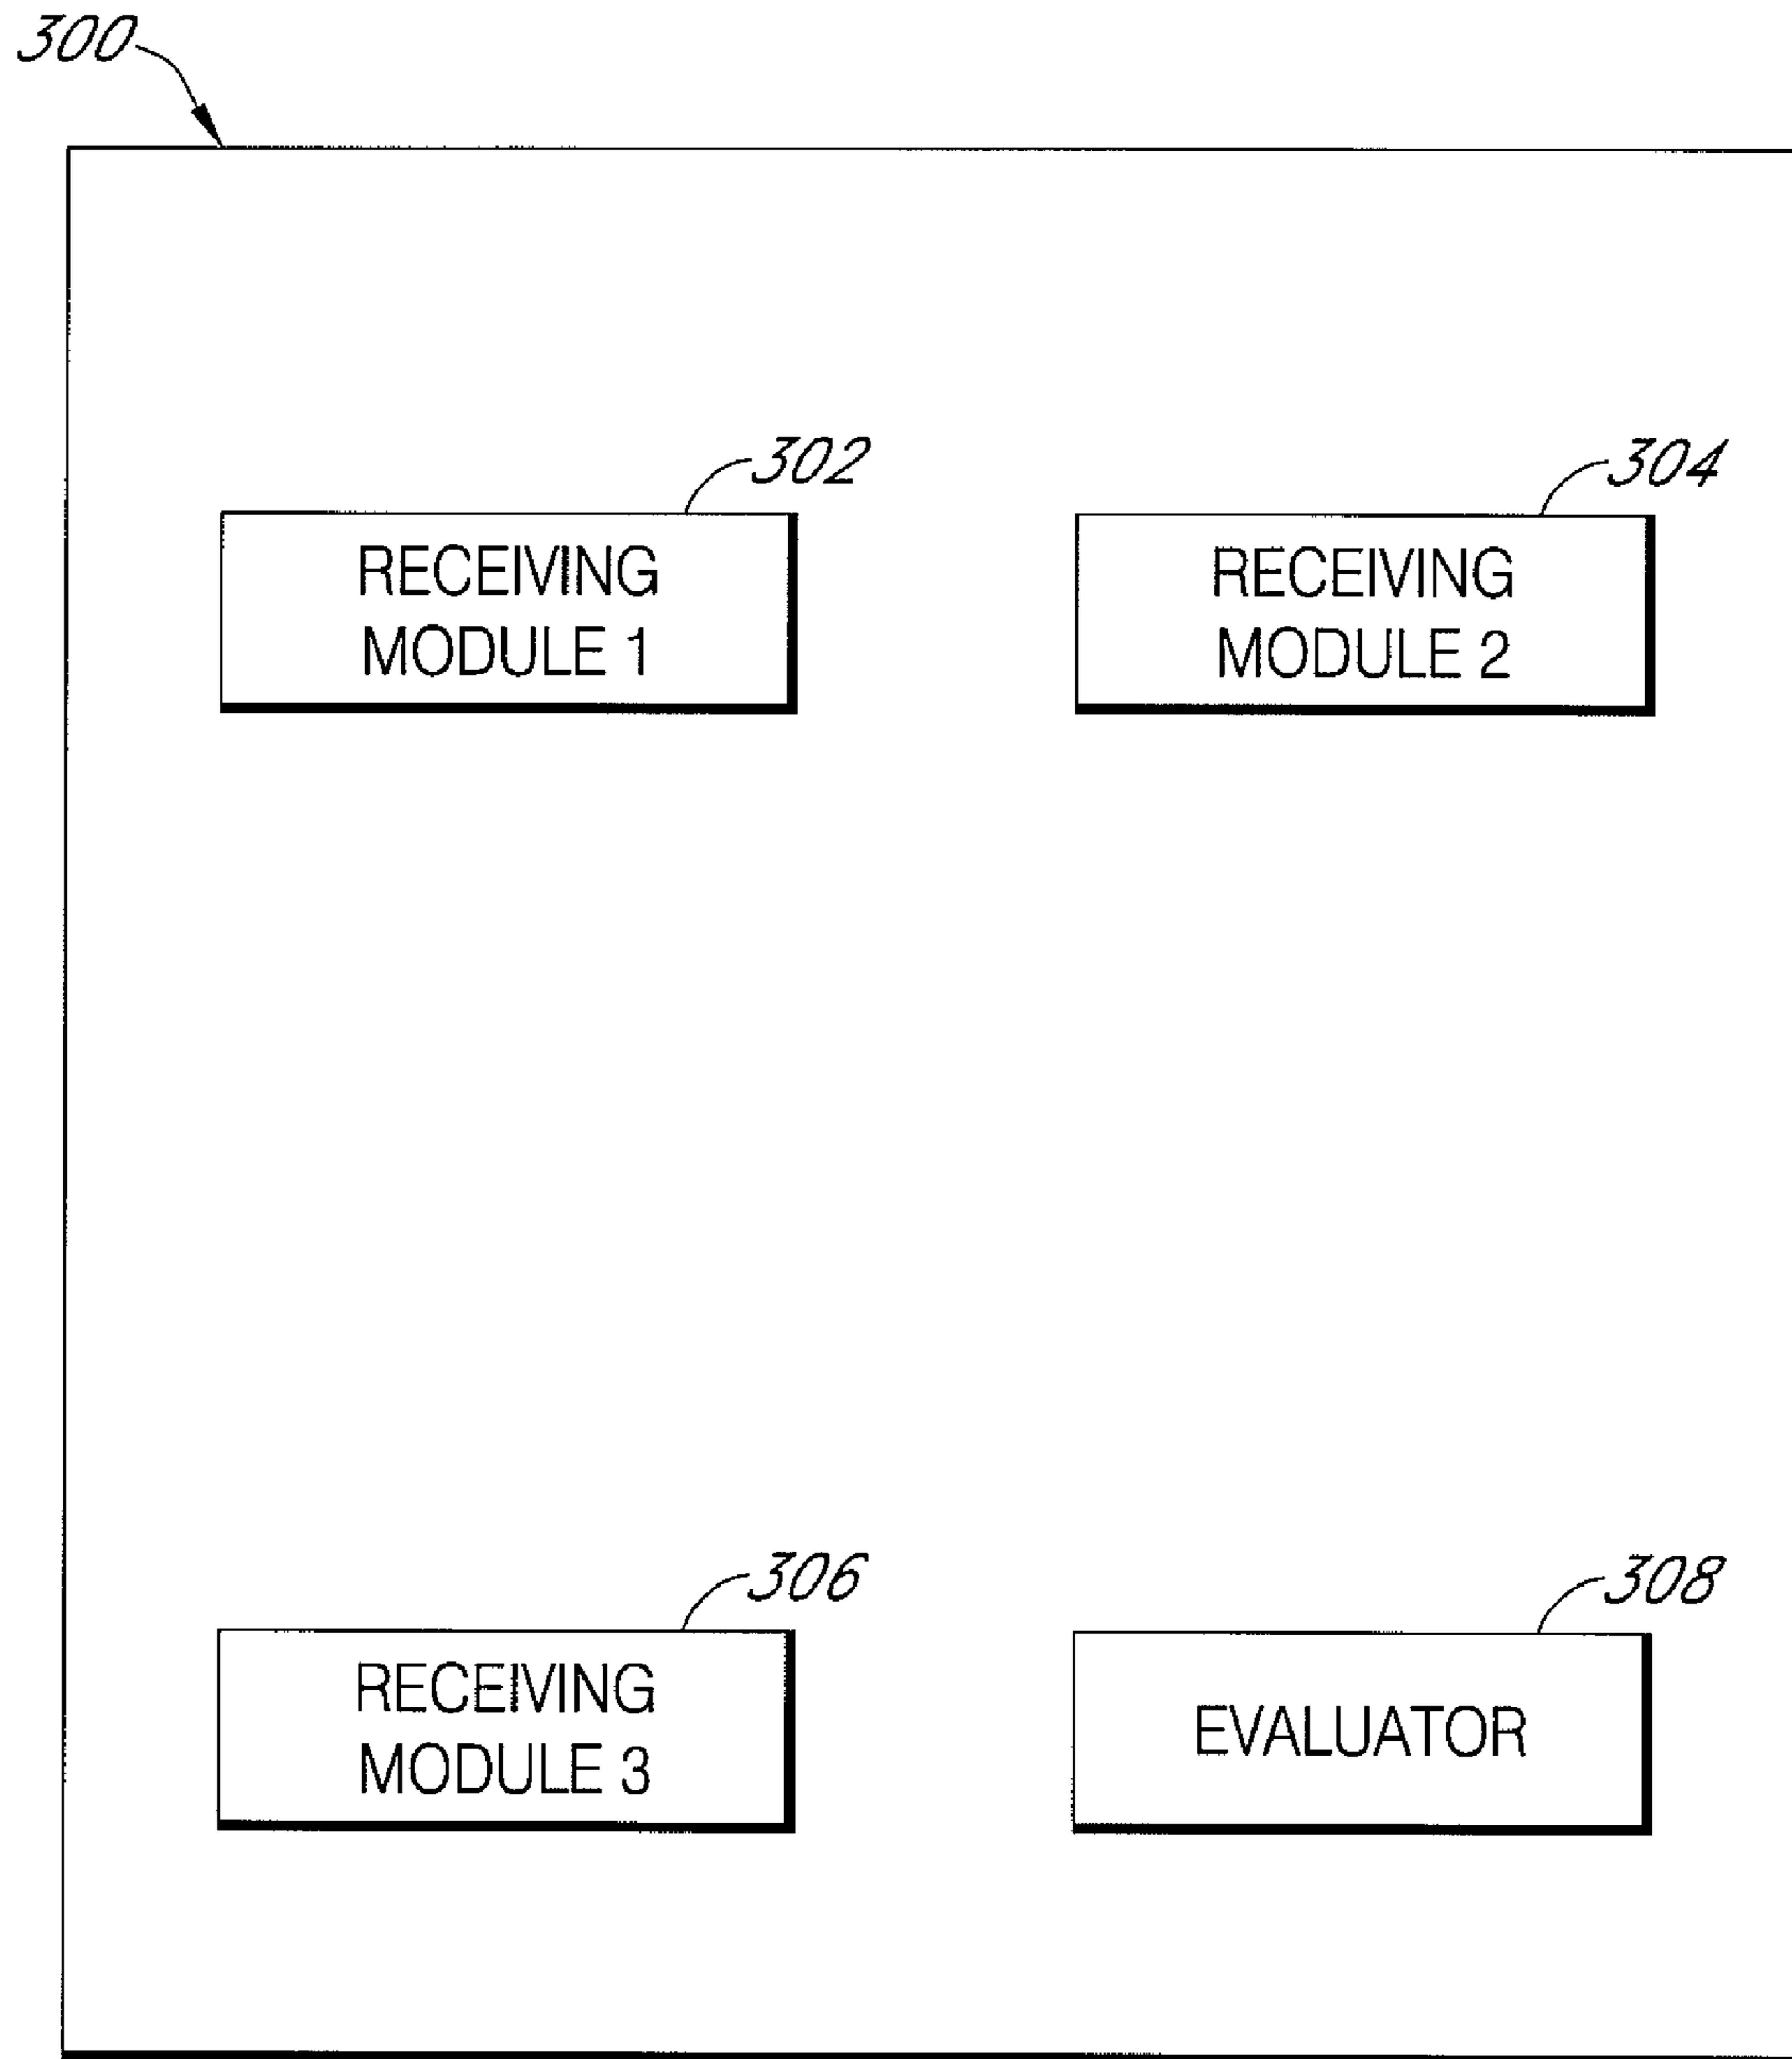 300
302
304
RECEIVING
MODULE 1
RECEIVING
MODULE 2
306
308
RECEIVING
MODULE 3
EVALUATOR